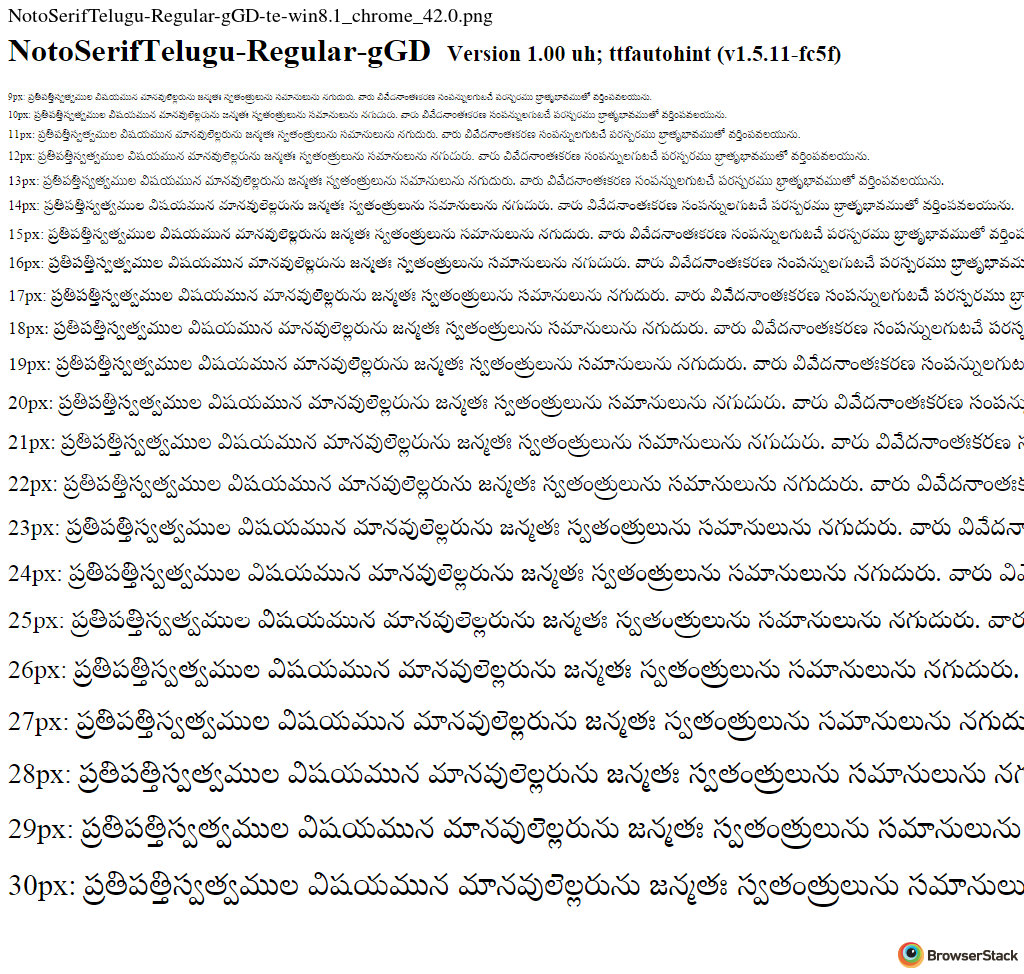 NotoSerifTelugu-Regular-gGD-te-win8.1_chrome_42.0.png
NotoSerifTelugu-Regular-gGD Version 1.00 uh; ttfautohint (v1.5.11-fc5f)
9px: ప్రతిపత్తిస్వత్వముల విషయమున మానవులెల్లరును జన్మతః స్వతంత్రులును సమానులును నగుదురు. వారు వివేదనాంతఃకరణ సంపన్నులగుటచే పరస్పరము భ్రాతృభావముతో వర్తింపవలయును.
10px: ప్రతిపత్తిస్వత్వముల విషయమున మానవులెల్లరును జన్మతః స్వతంత్రులును సమానులును నగుదురు. వారు వివేదనాంతఃకరణ సంపన్నులగుటచే పరస్పరము భ్రాతృభావముతో వర్తింపవలయును.
11px: ప్రతిపత్తిస్వత్వముల విషయమున మానవులెల్లరును జన్మతః స్వతంత్రులును సమానులును నగుదురు. వారు వివేదనాంతఃకరణ సంపన్నులగుటచే పరస్పరము భ్రాతృభావముతో వర్తింపవలయును.
12px: ప్రతిపత్తిస్వత్వముల విషయమున మానవులెల్లరును జన్మతః స్వతంత్రులును సమానులును నగుదురు. వారు వివేదనాంతఃకరణ సంపన్నులగుటచే పరస్పరము భ్రాతృభావముతో వర్తింపవలయును.
13px: ప్రతిపత్తిస్వత్వముల విషయమున మానవులెల్లరును జన్మతః స్వతంత్రులును సమానులును నగుదురు. వారు వివేదనాంతఃకరణ సంపన్నులగుటచే పరస్పరము భ్రాతృభావముతో వర్తింపవలయును.
14px: ప్రతిపత్తిస్వత్వముల విషయమున మానవులెల్లరును జన్మతః స్వతంత్రులును సమానులును నగుదురు. వారు వివేదనాంతఃకరణ సంపన్నులగుటచే పరస్పరము భ్రాతృభావముతో వర్తింపవలయును.
15px: ప్రతిపత్తిస్వత్వముల విషయమున మానవులెల్లరును జన్మతః స్వతంత్రులును సమానులును నగుదురు. వారు వివేదనాంతఃకరణ సంపన్నులగుటచే పరస్పరము భ్రాతృభావముతో వర్తింప
16px: ప్రతిపత్తిస్వత్వముల విషయమున మానవులెల్లరును జన్మతః స్వతంత్రులును సమానులును నగుదురు. వారు వివేదనాంతఃకరణ సంపన్నులగుటచే పరస్పరము భ్రాతృభావము
17px: ప్రతిపత్తిస్వత్వముల విషయమున మానవులెల్లరును జన్మతః స్వతంత్రులును సమానులును నగుదురు. వారు వివేదనాంతఃకరణ సంపన్నులగుటచే పరస్పరము భ్రా
18px: ప్రతిపత్తిస్వత్వముల విషయమున మానవులెల్లరును జన్మతః స్వతంత్రులును సమానులును నగుదురు. వారు వివేదనాంతఃకరణ సంపన్నులగుటచే పరస్ప
19px: ప్రతిపత్తిస్వత్వముల విషయమున మానవులెల్లరును జన్మతః స్వతంత్రులును సమానులును నగుదురు. వారు వివేదనాంతఃకరణ సంపన్నులగుట
20px: ప్రతిపత్తిస్వత్వముల విషయమున మానవులెల్లరును జన్మతః స్వతంత్రులును సమానులును నగుదురు. వారు వివేదనాంతఃకరణ సంపన్ను
21px: ప్రతిపత్తిస్వత్వముల విషయమున మానవులెల్లరును జన్మతః స్వతంత్రులును సమానులును నగుదురు. వారు వివేదనాంతఃకరణ
22px: ప్రతిపత్తిస్వత్వముల విషయమున మానవులెల్లరును జన్మతః స్వతంత్రులును సమానులును నగుదురు. వారు వివేదనాంతఃక
23px: ప్రతిపత్తిస్వత్వముల విషయమున మానవులెల్లరును జన్మతః స్వతంత్రులును సమానులును నగుదురు. వారు వివేదనా
24px: ప్రతిపత్తిస్వత్వముల విషయమున మానవులెల్లరును జన్మతః స్వతంత్రులును సమానులును నగుదురు. వారు వివే
25px: ప్రతిపత్తిస్వత్వముల విషయమున మానవులెల్లరును జన్మతః స్వతంత్రులును సమానులును నగుదురు. వారు
26px: ప్రతిపత్తిస్వత్వముల విషయమున మానవులెల్లరును జన్మతః స్వతంత్రులును సమానులును నగుదురు.
27px: ప్రతిపత్తిస్వత్వముల విషయమున మానవులెల్లరును జన్మతః స్వతంత్రులును సమానులును నగుదు
28px: ప్రతిపత్తిస్వత్వముల విషయమున మానవులెల్లరును జన్మతః స్వతంత్రులును సమానులును నగ
29px: ప్రతిపత్తిస్వత్వముల విషయమున మానవులెల్లరును జన్మతః స్వతంత్రులును సమానులును
30px: ప్రతిపత్తిస్వత్వముల విషయమున మానవులెల్లరును జన్మతః స్వతంత్రులును సమానులు
BrowserStack